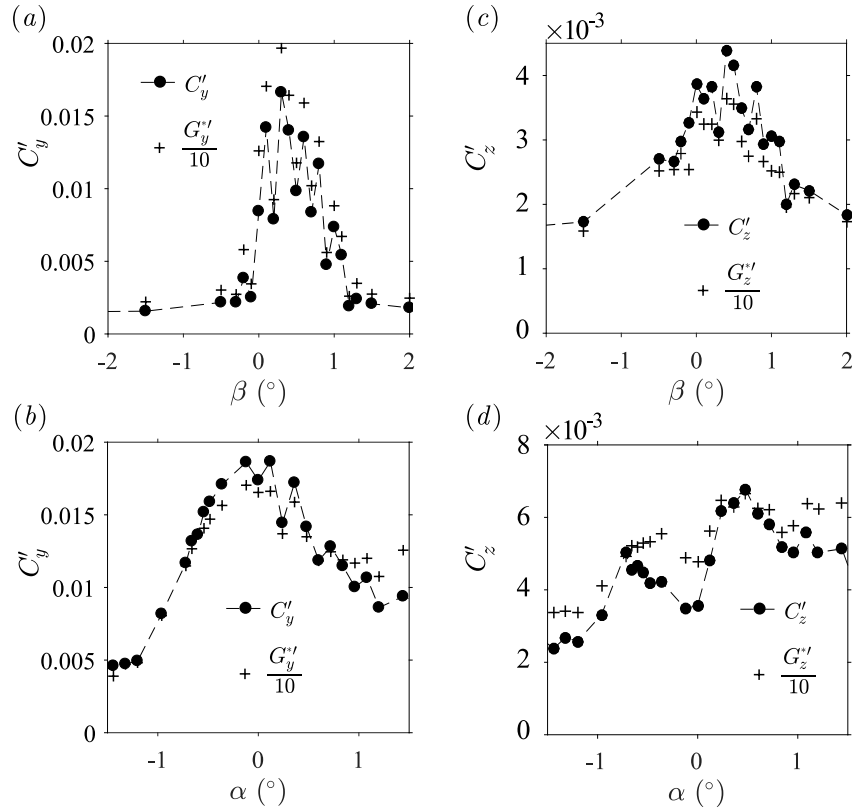 (a)
0.02
0.015
0.01
0.005
0
C′y
C′y
G*′y
10
-2 -1 0 1 2
β (°)
(c)
×10-3
4
3
2
1
0
C′z
C′z
G*′z
10
-2 -1 0 1 2
β (°)
(b)
0.02
0.015
0.01
0.005
0
C′y
C′y
G*′y
10
-1 0 1
α (°)
(d)
×10-3
8
6
4
2
0
C′z
C′z
G*′z
10
-1 0 1
α (°)